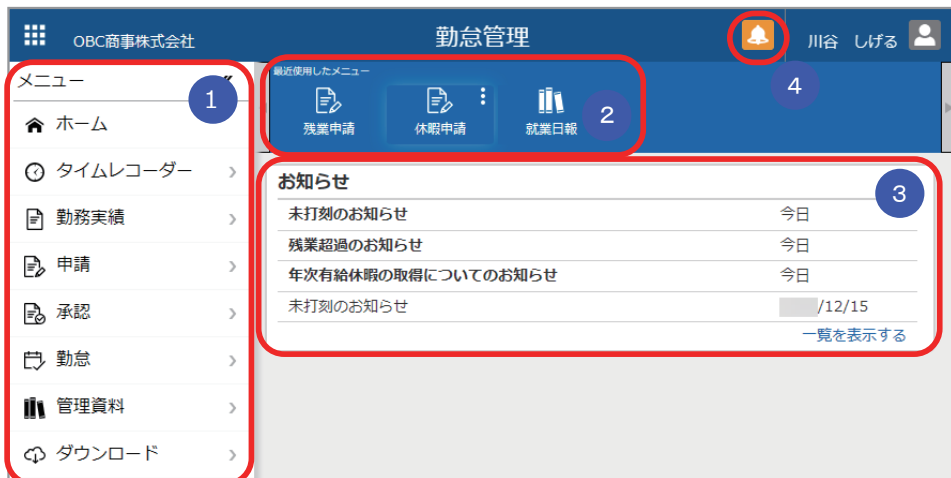 OBC商事株式会社
勤怠管理
川谷 しげる
4
メニュー
1
ホーム
タイムレコーダー
勤務実績
申請
承認
勤怠
管理資料
ダウンロード
最近使用したメニュー
残業申請 休暇申請 就業日報
2
お知らせ
3
未打刻のお知らせ 今日
残業超過のお知らせ 今日
年次有給休暇の取得についてのお知らせ 今日
未打刻のお知らせ /12/15
一覧を表示する